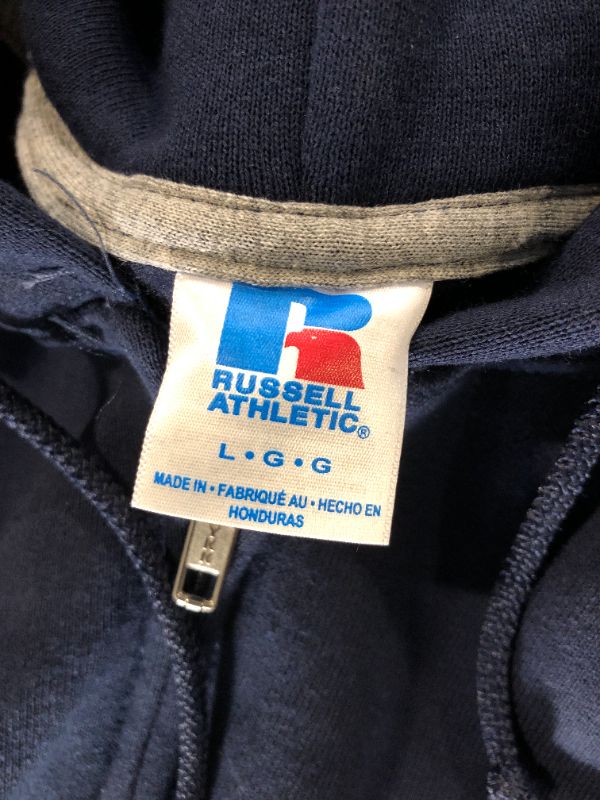 RUSSELL
ATHLETIC®
L • G • G
MADE IN • FABRIQUÉ AU • HECHO EN
HONDURAS